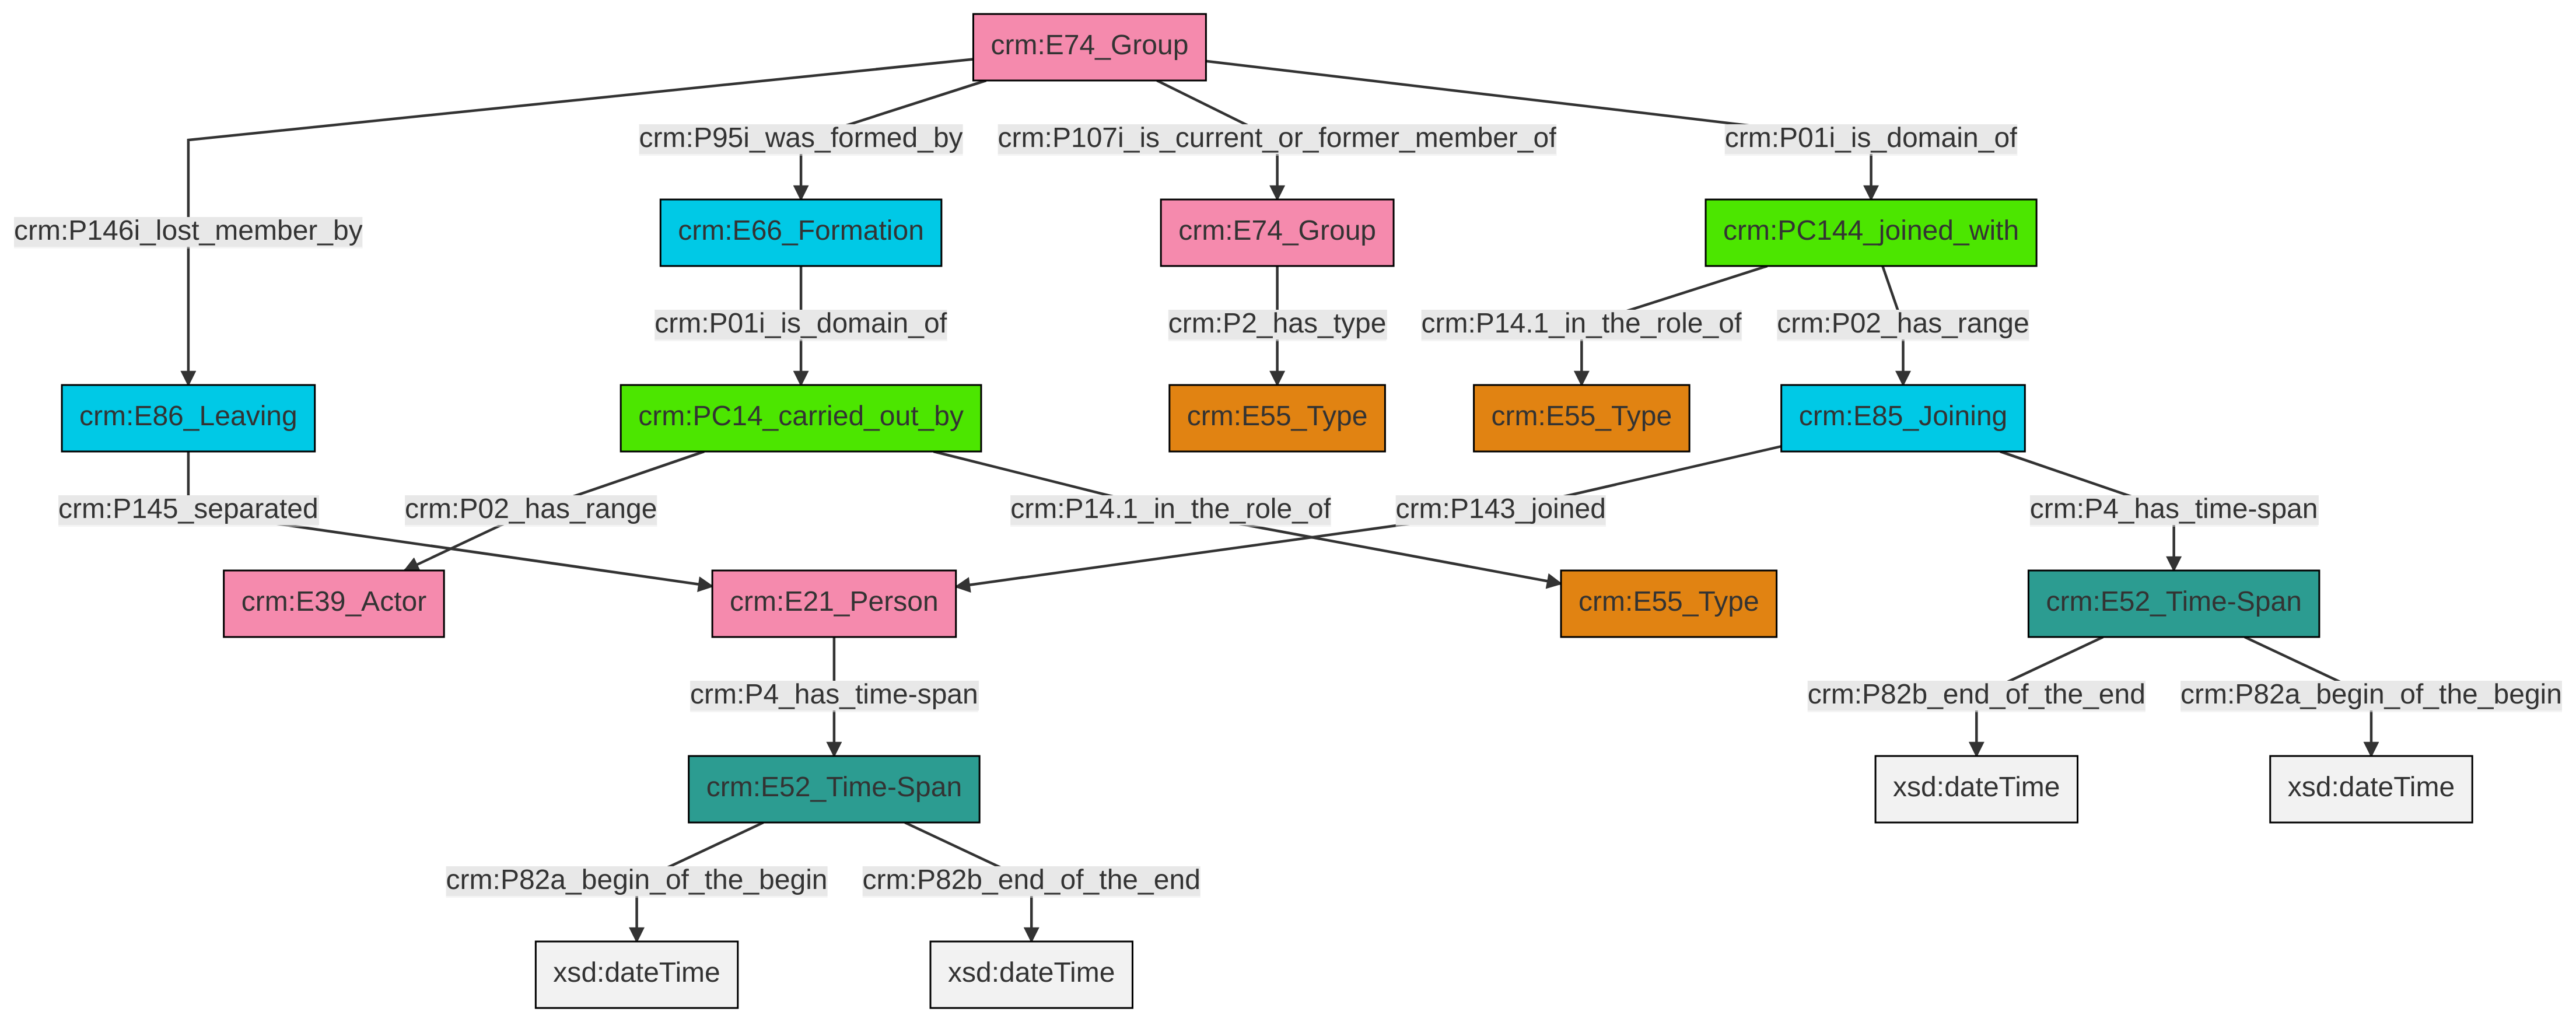 crm:E74_Group
crm:P95i_was_formed_by
crm:P107i_is_current_or_former_member_of
crm:P01i_is_domain_of
crm:P146i_lost_member_by
crm:E66_Formation
crm:E74_Group
crm:PC144_joined_with
crm:P01i_is_domain_of
crm:P2_has_type
crm:P14.1_in_the_role_of
crm:P02_has_range
crm:E86_Leaving
crm:PC14_carried_out_by
crm:E55_Type
crm:E55_Type
crm:E85_Joining
crm:P145_separated
crm:P02_has_range
crm:P14.1_in_the_role_of
crm:P143_joined
crm:P4_has_time-span
crm:E39_Actor
crm:E21_Person
crm:E55_Type
crm:E52_Time-Span
crm:P4_has_time-span
crm:P82b_end_of_the_end
crm:P82a_begin_of_the_begin
crm:E52_Time-Span
xsd:dateTime
xsd:dateTime
crm:P82a_begin_of_the_begin
crm:P82b_end_of_the_end
xsd:dateTime
xsd:dateTime